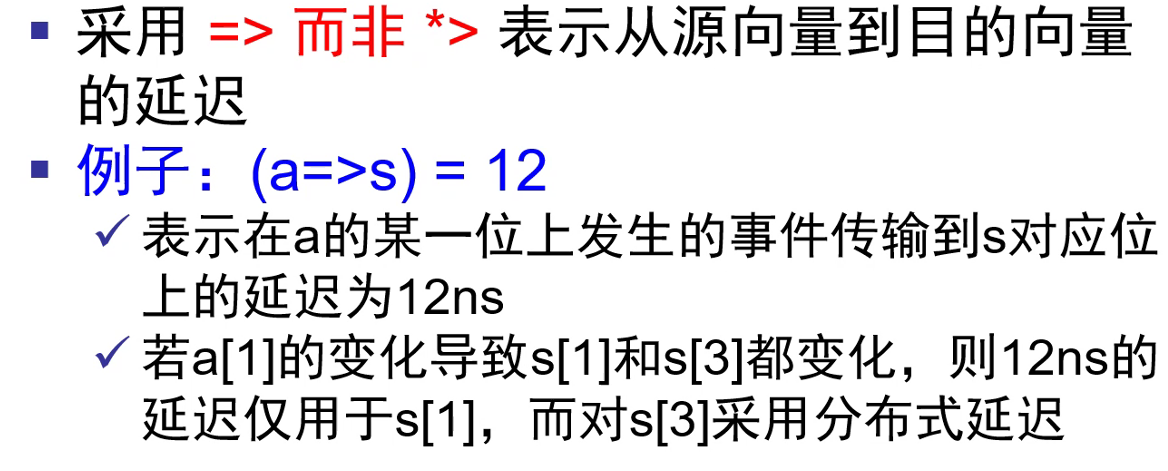 采用 => 而非 *> 表示从源向量到目的向量
的延迟
例子：(a=>s) = 12
表示在a的某一位上发生的事件传输到s对应位
上的延迟为12ns
若a[1]的变化导致s[1]和s[3]都变化，则12ns的
延迟仅用于s[1]，而对s[3]采用分布式延迟